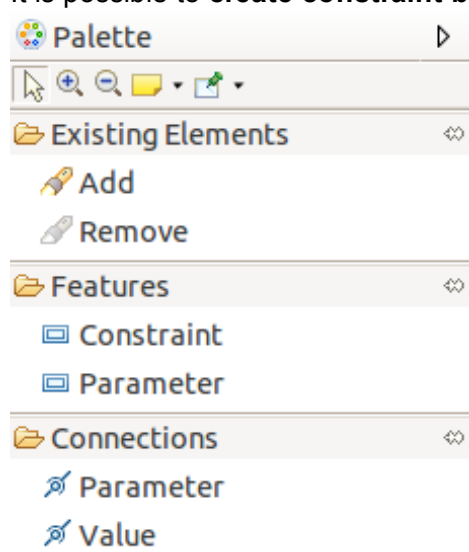 It is possible to create constraint b
Palette
Existing Elements
Add
Remove
Features
Constraint
Parameter
Connections
Parameter
Value